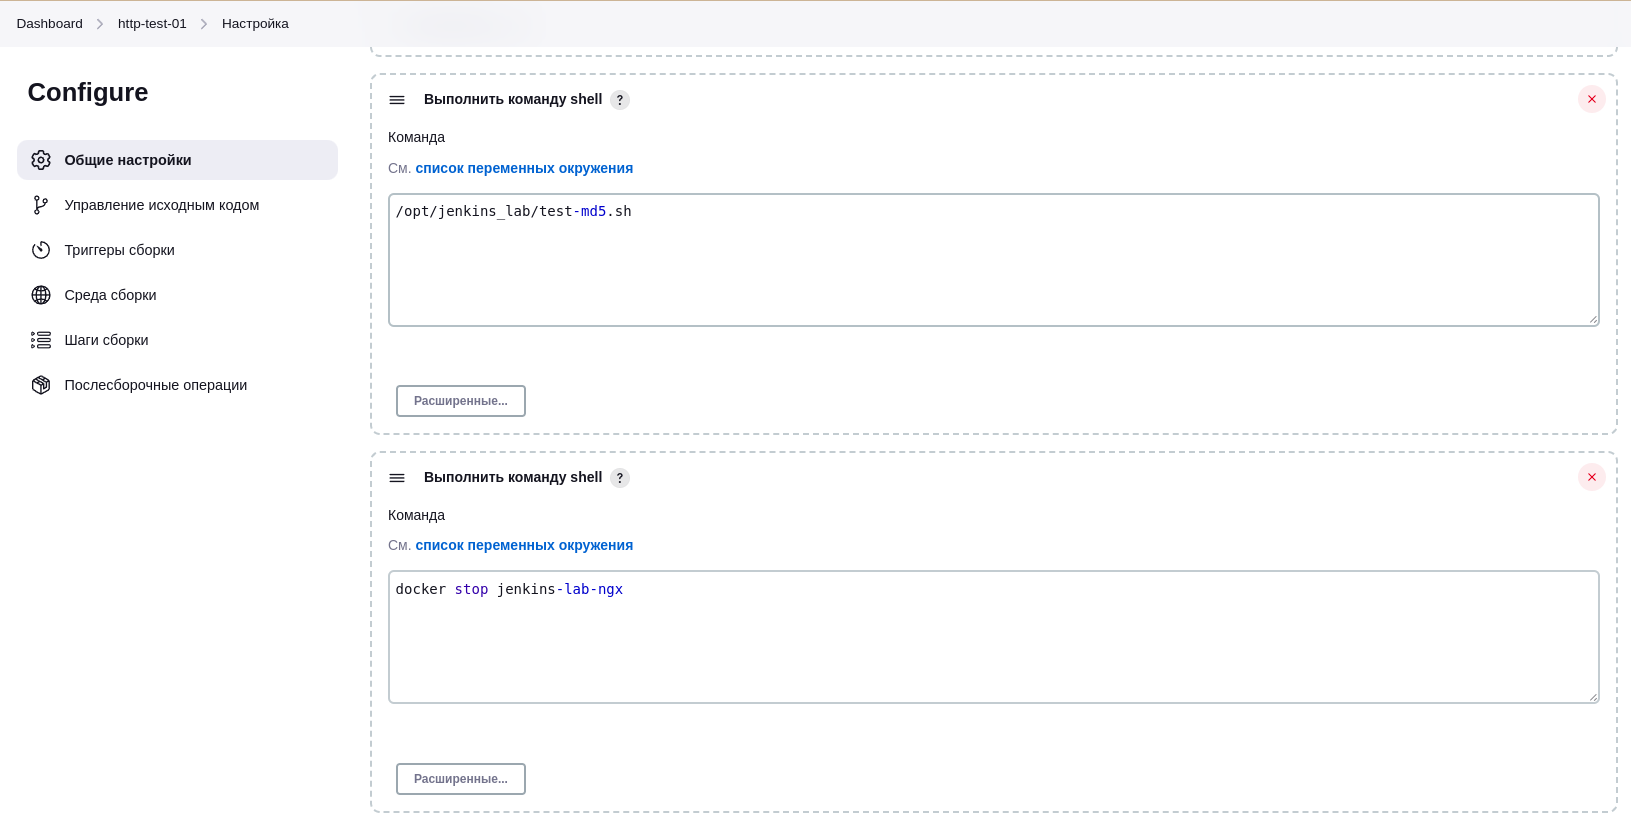 Dashboard > http-test-01 > Настройка
Configure
Общие настройки
Управление исходным кодом
Триггеры сборки
Среда сборки
Шаги сборки
Послесборочные операции
Выполнить команду shell ?
Команда
См. список переменных окружения
/opt/jenkins_lab/test-md5.sh
Расширенные...
Выполнить команду shell ?
Команда
См. список переменных окружения
docker stop jenkins-lab-ngx
Расширенные...